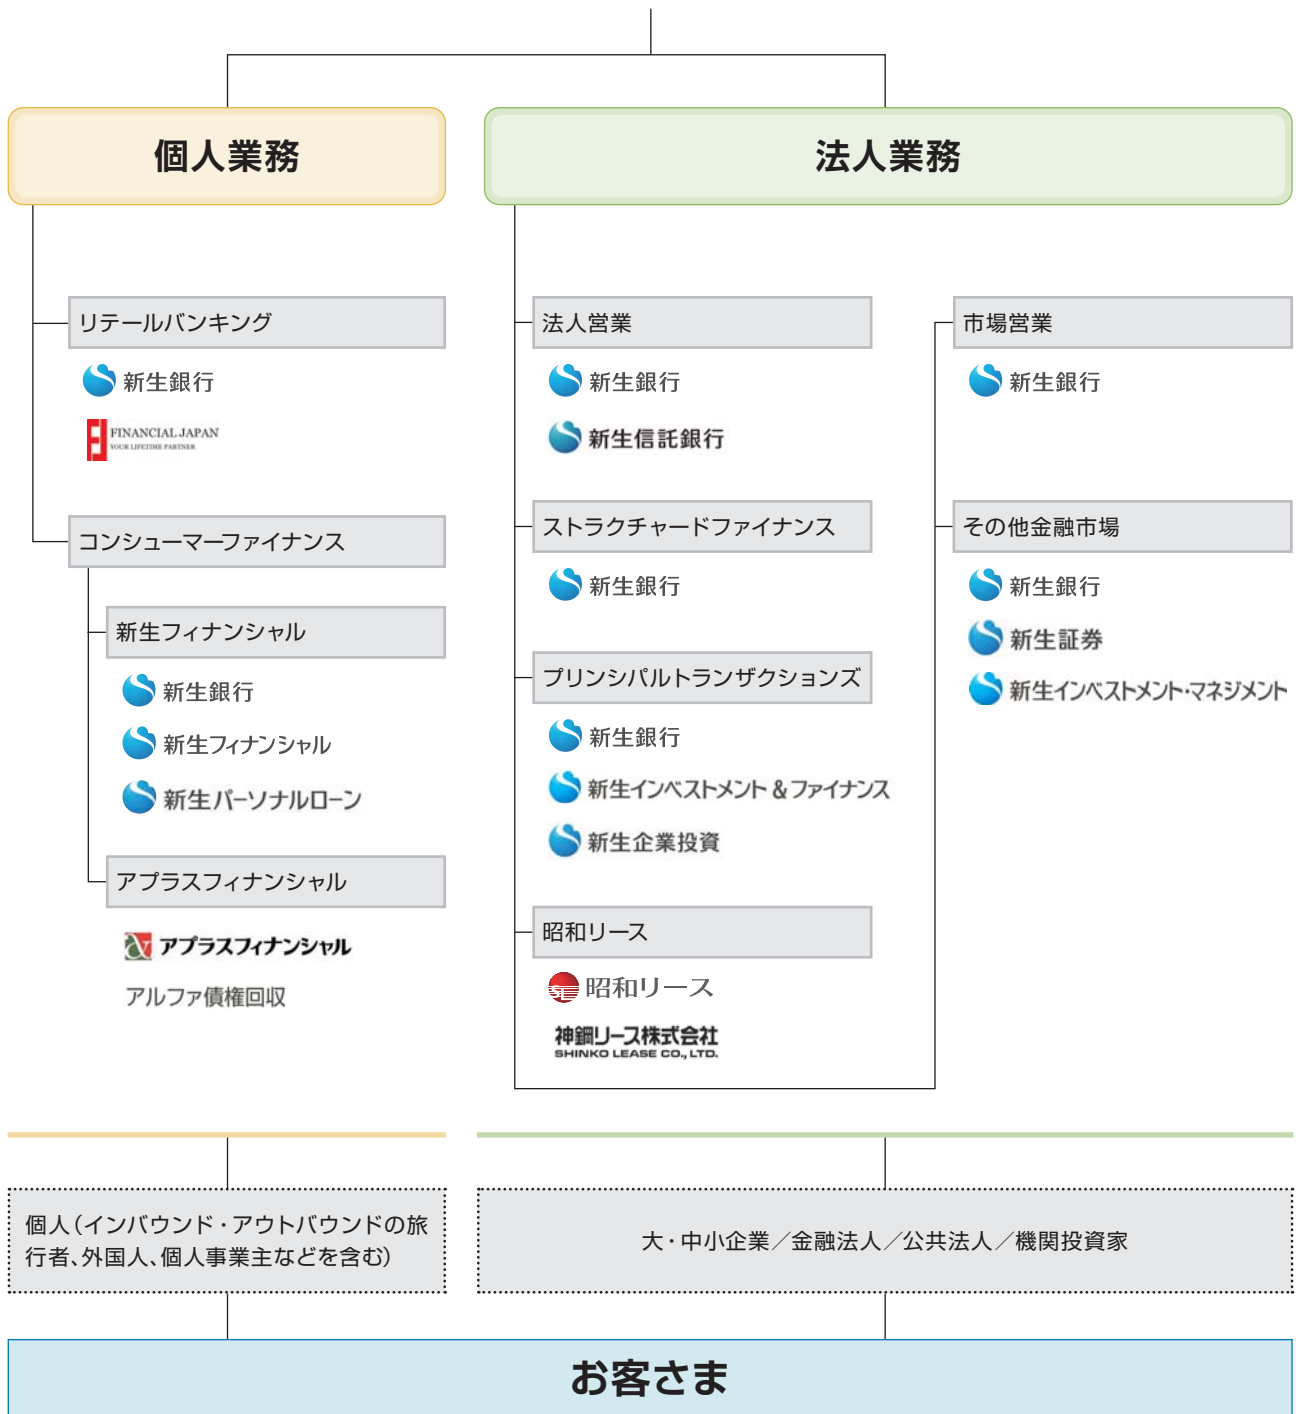 個人業務
リテールバンキング
新生銀行
FINANCIAL JAPAN
YOUR LIFETIME PARTNER
コンシューマーファイナンス
新生フィナンシャル
新生銀行
新生フィナンシャル
新生パーソナルローン
アプラスフィナンシャル
アプラスフィナンシャル
アルファ債権回収
法人業務
法人営業
新生銀行
新生信託銀行
ストラクチャードファイナンス
新生銀行
プリンシパルトランザクションズ
新生銀行
新生インベストメント&ファイナンス
新生企業投資
昭和リース
SL
昭和リース
神鋼リース株式会社
SHINKO LEASE CO., LTD.
市場営業
新生銀行
その他金融市場
新生銀行
新生証券
新生インベストメント・マネジメント
個人（インバウンド・アウトバウンドの旅
行者、外国人、個人事業主などを含む）
大・中小企業／金融法人／公共法人／機関投資家
お客さま